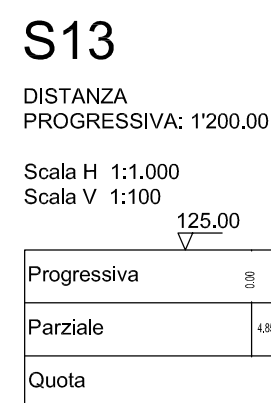 S13
DISTANZA
PROGRESSIVA: 1'200.00
Scala H 1:1.000
Scala V 1:100
125.00
Progressiva 0.00
Parziale
Quota